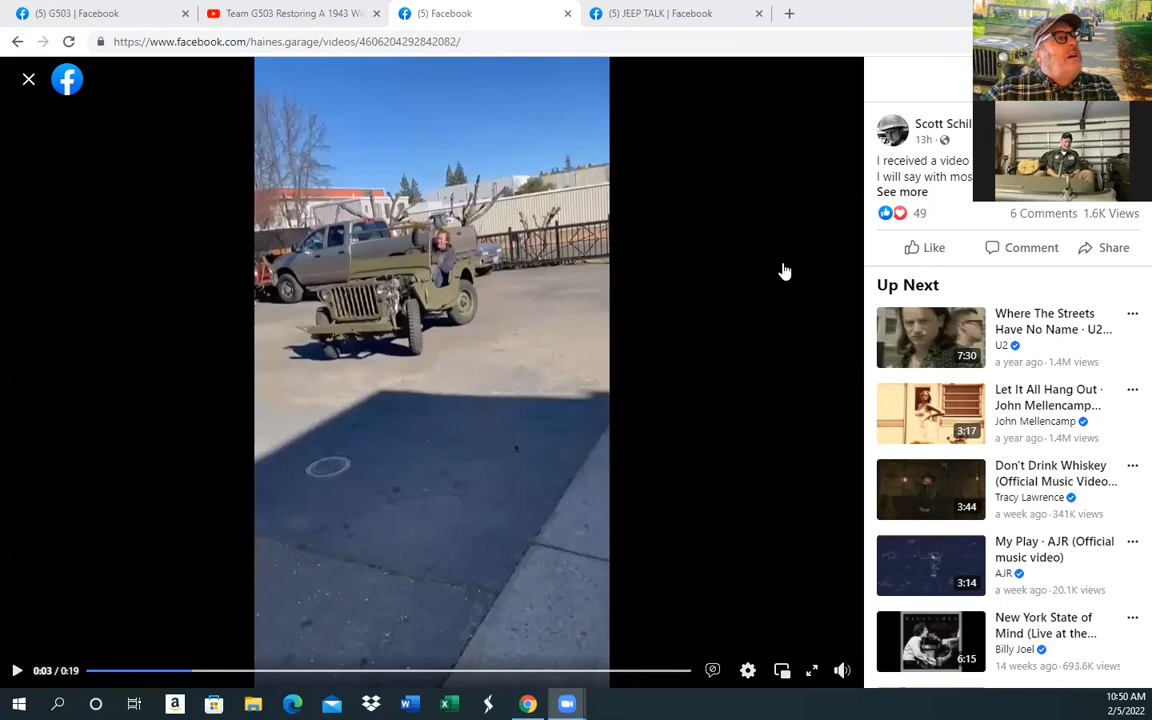 (5) G503 | Facebook
Team G503 Restoring A 1943 Wi
(5) Facebook
(5) JEEP TALK | Facebook
https://www.facebook.com/haines.garage/videos/4606204292842082/
Scott Schil
13h
I received a video
I will say with mos
See more
49
6 Comments 1.6K Views
Like
Comment
Share
Up Next
Where The Streets
Have No Name · U2...
U2
a year ago · 1.4M views
7:30
Let It All Hang Out ·
John Mellencamp...
John Mellencamp
a year ago · 1.4M views
3:17
Don't Drink Whiskey
(Official Music Video...
Tracy Lawrence
a week ago · 341K views
3:44
My Play · AJR (Official
music video)
AJR
a week ago · 20.1K views
3:14
New York State of
Mind (Live at the...
Billy Joel
14 weeks ago · 693.6K views
6:15
0:03 / 0:19
10:50 AM
2/5/2022